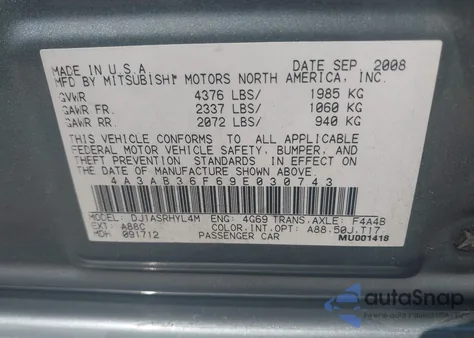 MADE IN U.S.A. DATE SEP. 2008
MFD BY MITSUBISHI MOTORS NORTH AMERICA, INC.
GVWR 4376 LBS/ 1985 KG
GAWR FR. 2337 LBS/ 1060 KG
GAWR RR. 2072 LBS/ 940 KG
THIS VEHICLE CONFORMS TO ALL APPLICABLE
FEDERAL MOTOR VEHICLE SAFETY, BUMPER, AND
THEFT PREVENTION STANDARDS IN EFFECT ON
THE DATE OF MANUFACTURE SHOWN ABOVE.
4A3AB36F69E030743
MODEL: DJ1ASRHYL4M ENG: 4G69 TRANS.AXLE: F4A4B
EXT: A88C COLOR.INT.OPT: A88.50J.T17
MDH: 091712 PASSENGER CAR MU001418
autoSnap